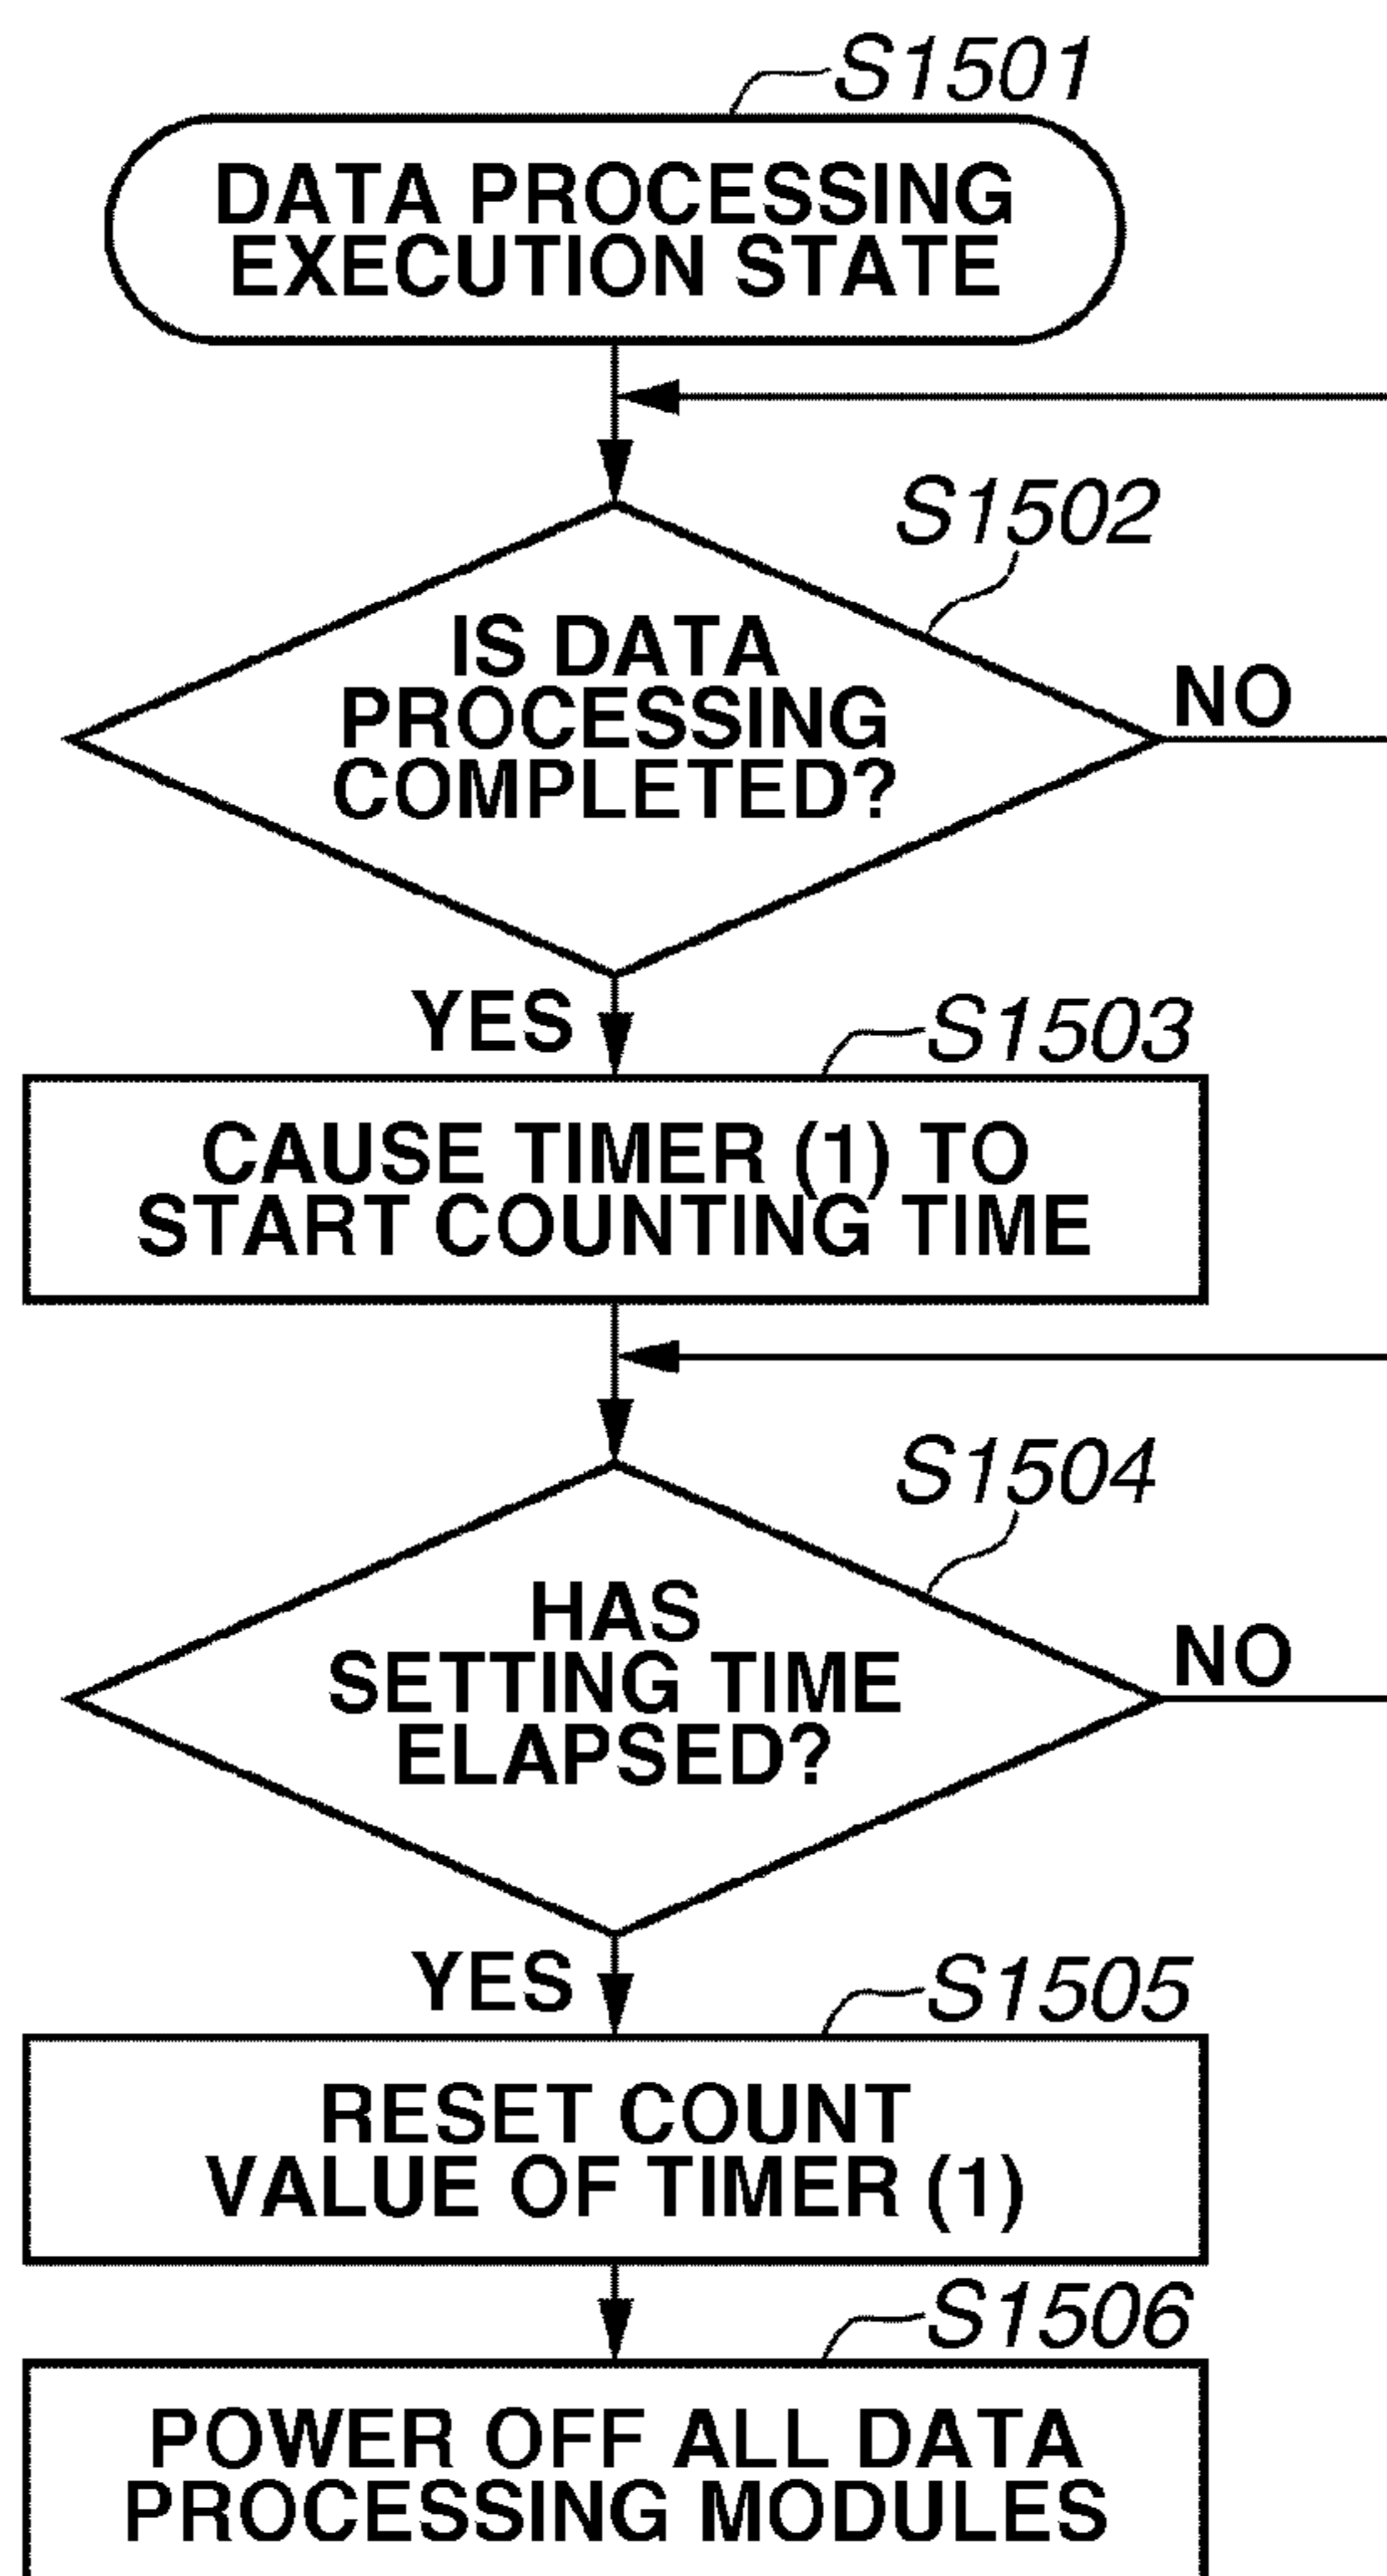 S1501
DATA PROCESSING
EXECUTION STATE
S1502
IS DATA
PROCESSING
COMPLETED?
NO
YES
S1503
CAUSE TIMER (1) TO
START COUNTING TIME
S1504
HAS
SETTING TIME
ELAPSED?
NO
YES
S1505
RESET COUNT
VALUE OF TIMER (1)
S1506
POWER OFF ALL DATA
PROCESSING MODULES